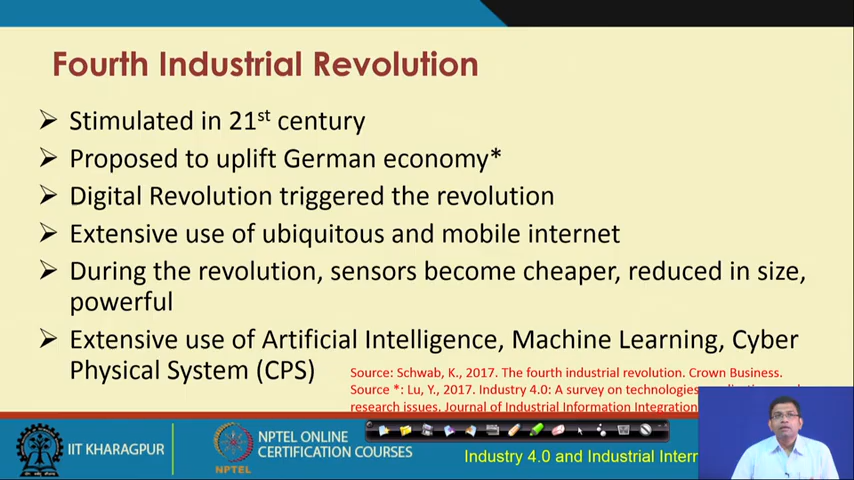 Fourth Industrial Revolution
➢ Stimulated in 21st century
➢ Proposed to uplift German economy*
➢ Digital Revolution triggered the revolution
➢ Extensive use of ubiquitous and mobile internet
➢ During the revolution, sensors become cheaper, reduced in size,
powerful
➢ Extensive use of Artificial Intelligence, Machine Learning, Cyber
Physical System (CPS)
Source: Schwab, K., 2017. The fourth industrial revolution. Crown Business.
Source *: Lu, Y., 2017. Industry 4.0: A survey on technologies
research issues. Journal of Industrial Information Integration
IIT KHARAGPUR
NPTEL
NPTEL ONLINE
CERTIFICATION COURSES
Industry 4.0 and Industrial Intern